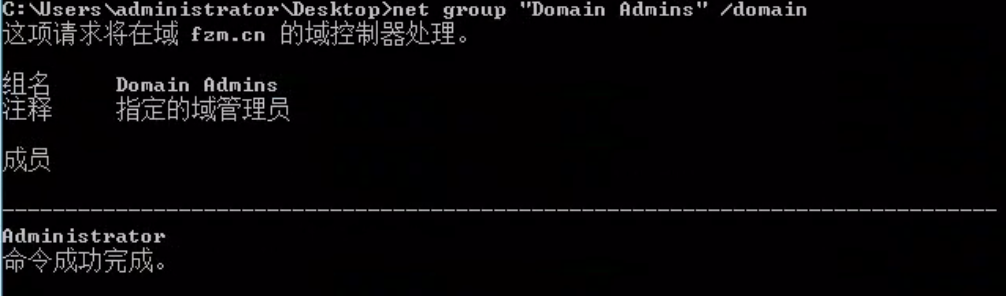 C:\Users\administrator\Desktop>net group "Domain Admins" /domain
这项请求将在域 fzm.cn 的域控制器处理。
组名     Domain Admins
注释     指定的域管理员
成员
-------------------------------------------------------------------------------
Administrator
命令成功完成。